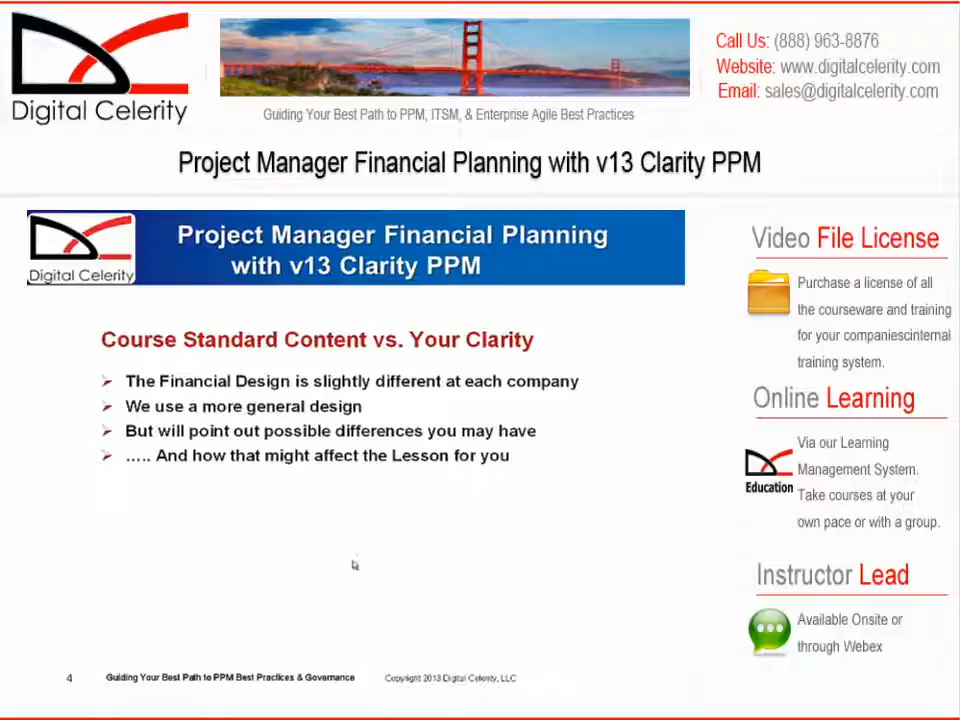 Digital Celerity
Guiding Your Best Path to PPM, ITSM, & Enterprise Agile Best Practices
Call Us: (888) 963-8876
Website: www.digitalcelerity.com
Email: sales@digitalcelerity.com
Project Manager Financial Planning with v13 Clarity PPM
Digital Celerity
Project Manager Financial Planning
with v13 Clarity PPM
Course Standard Content vs. Your Clarity
The Financial Design is slightly different at each company
We use a more general design
But will point out possible differences you may have
….. And how that might affect the Lesson for you
4 Guiding Your Best Path to PPM Best Practices & Governance Copyright 2013 Digital Celerity, LLC
Video File License
Purchase a license of all
the courseware and training
for your companiescinternal
training system.
Online Learning
Education
Via our Learning
Management System.
Take courses at your
own pace or with a group.
Instructor Lead
Available Onsite or
through Webex